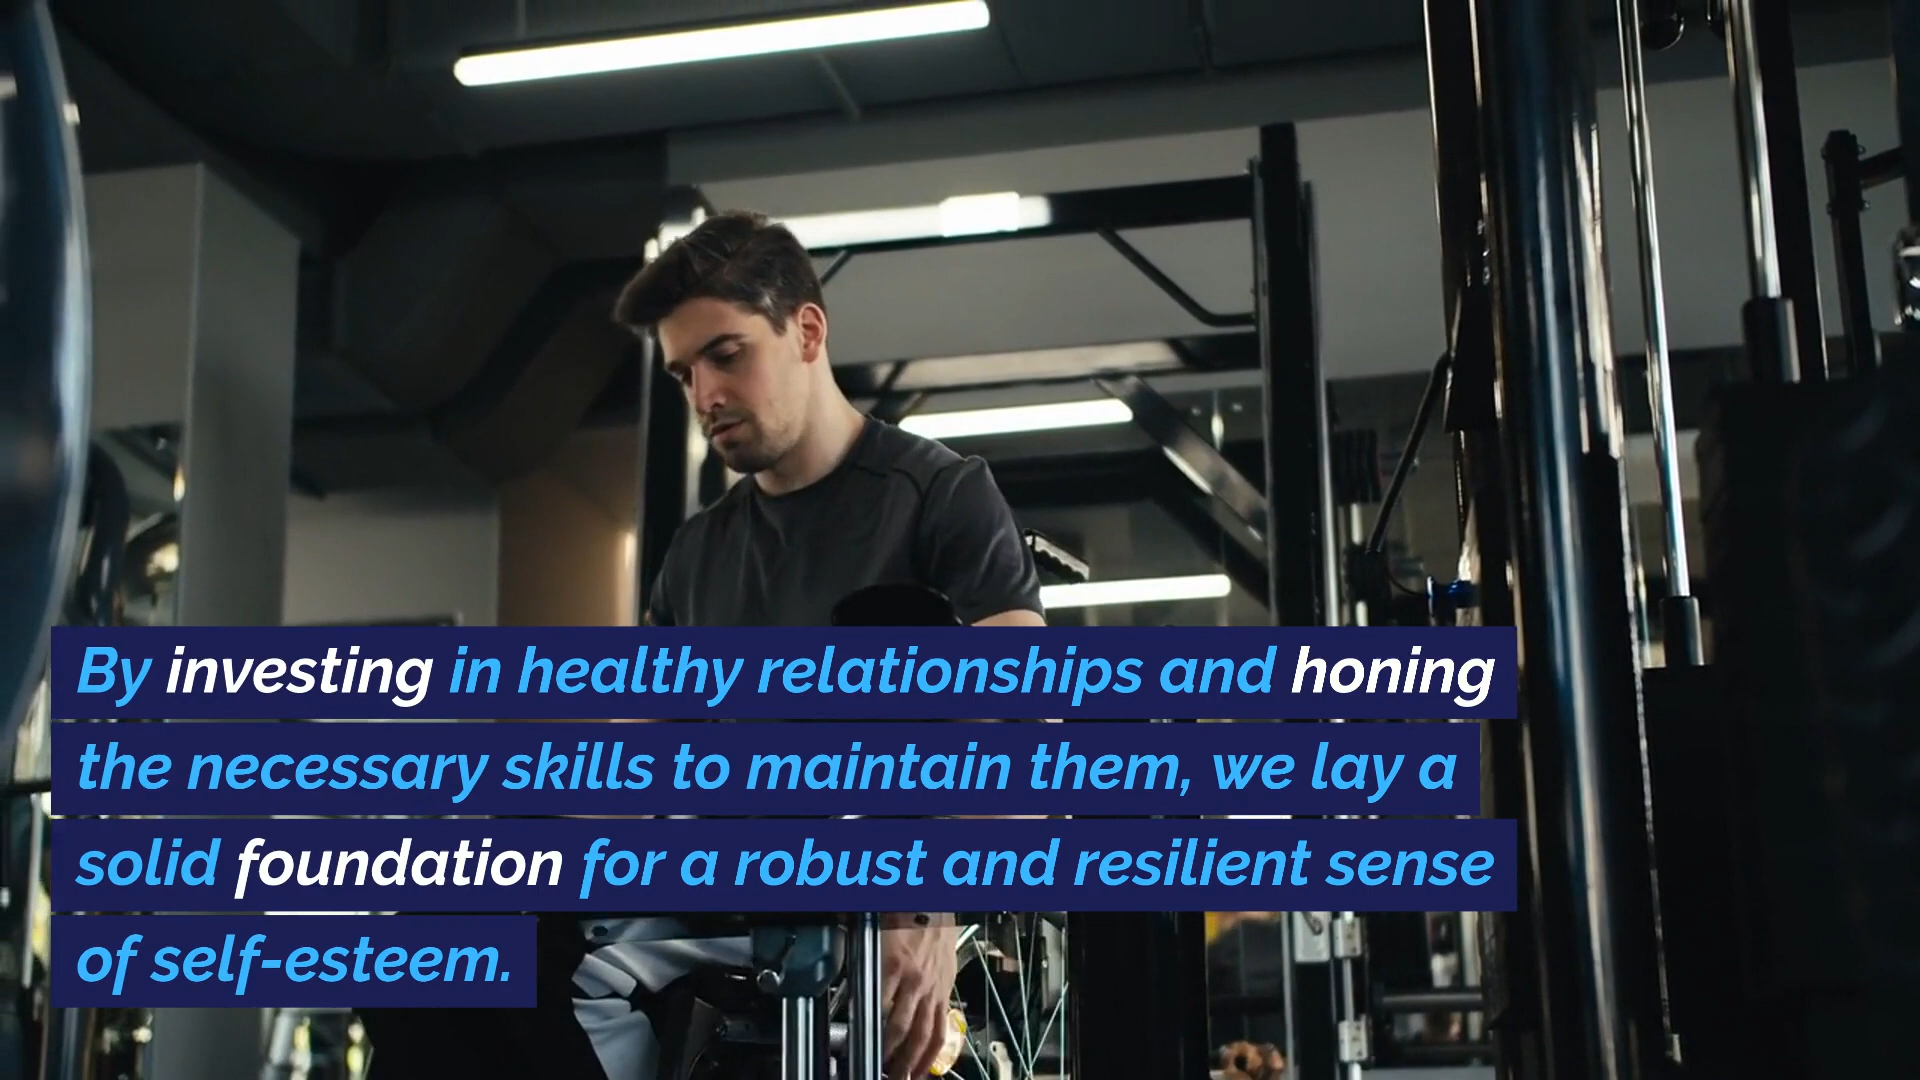 By investing in healthy relationships and honing
the necessary skills to maintain them, we lay a
solid foundation for a robust and resilient sense
of self-esteem.